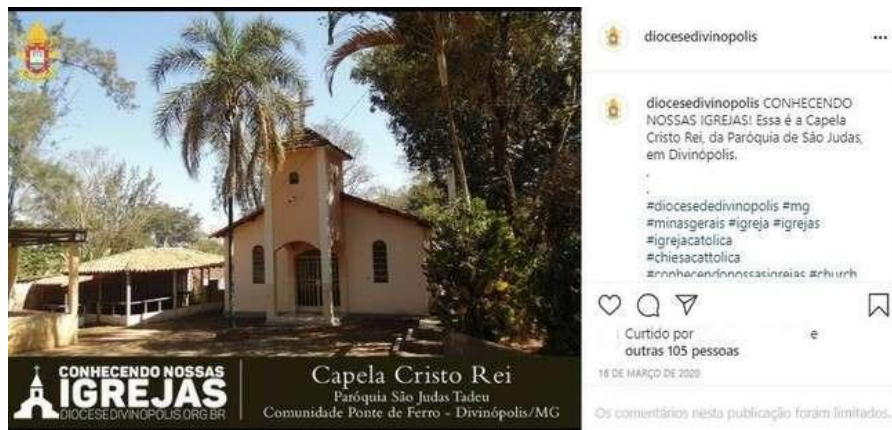 CONHECENDO NOSSAS
IGREJAS
DIOCESEDIVINOPOLIS.ORG.BR
Capela Cristo Rei
Paróquia São Judas Tadeu
Comunidade Ponte de Ferro - Divinópolis/MG
diocesedivinopolis
diocesedivinopolis CONHECENDO
NOSSAS IGREJAS! Essa é a Capela
Cristo Rei, da Paróquia de São Judas,
em Divinópolis.
.
.
#diocesededivinopolis #mg
#minasgerais #igreja #igrejas
#igrejacatolica
#chiesacattolica
#conhecendonossasigrejas #church
Curtido por e
outras 105 pessoas
16 DE MARÇO DE 2020
Os comentários nesta publicação foram limitados.